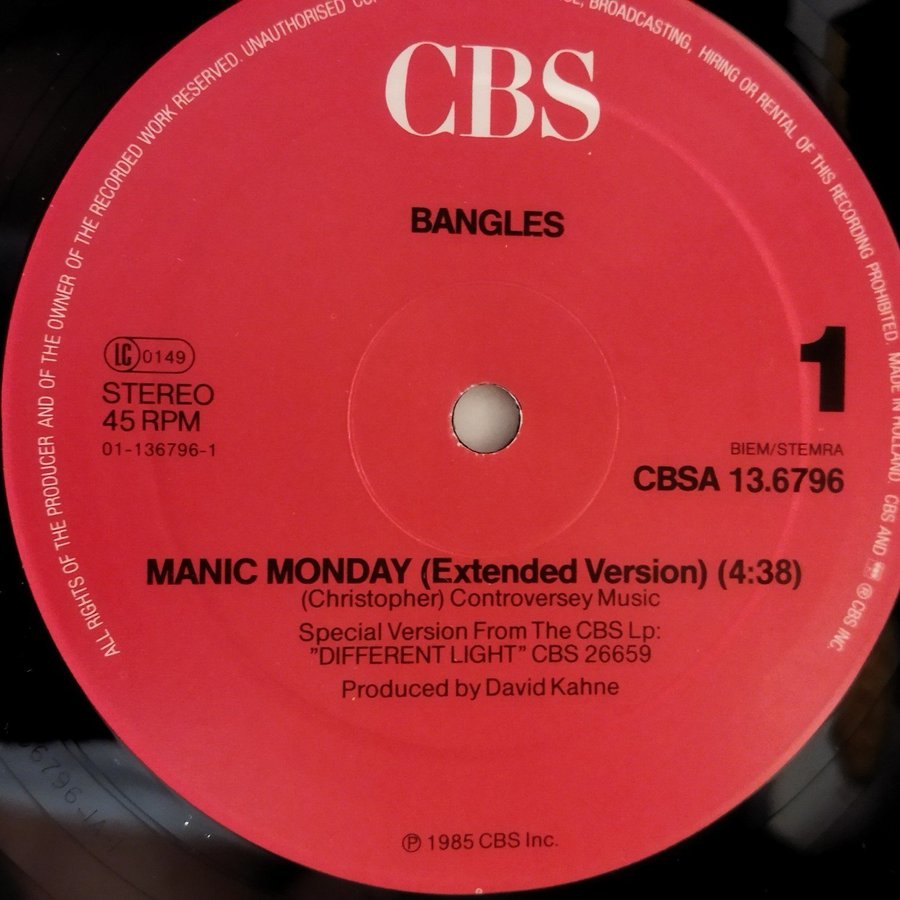 ALL RIGHTS OF THE PRODUCER AND OF THE OWNER OF THE RECORDED WORK RESERVED. UNAUTHORISED
BROADCASTING, HIRING OR RENTAL OF THIS RECORDING PROHIBITED. MADE IN HOLLAND. CBS AND ℗ CBS INC.
CBS
BANGLES
LC 0149
1
STEREO
45 RPM
01-136796-1
BIEM/STEMRA
CBSA 13.6796
MANIC MONDAY (Extended Version) (4:38)
(Christopher) Controversey Music
Special Version From The CBS Lp:
"DIFFERENT LIGHT" CBS 26659
Produced by David Kahne
℗ 1985 CBS Inc.